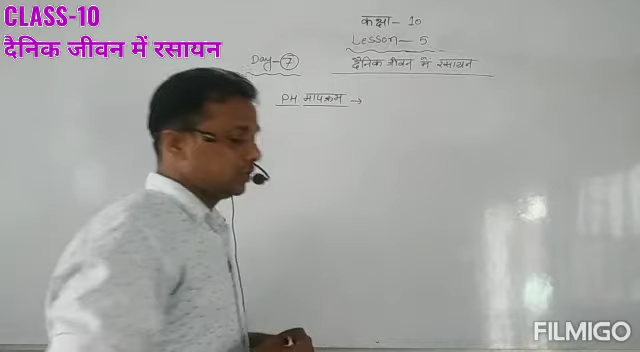 CLASS-10
दैनिक जीवन में रसायन
कक्षा- 10
Lesson- 5
Day-7
दैनिक जीवन में रसायन
PH मापक्रम →
FILMIGO